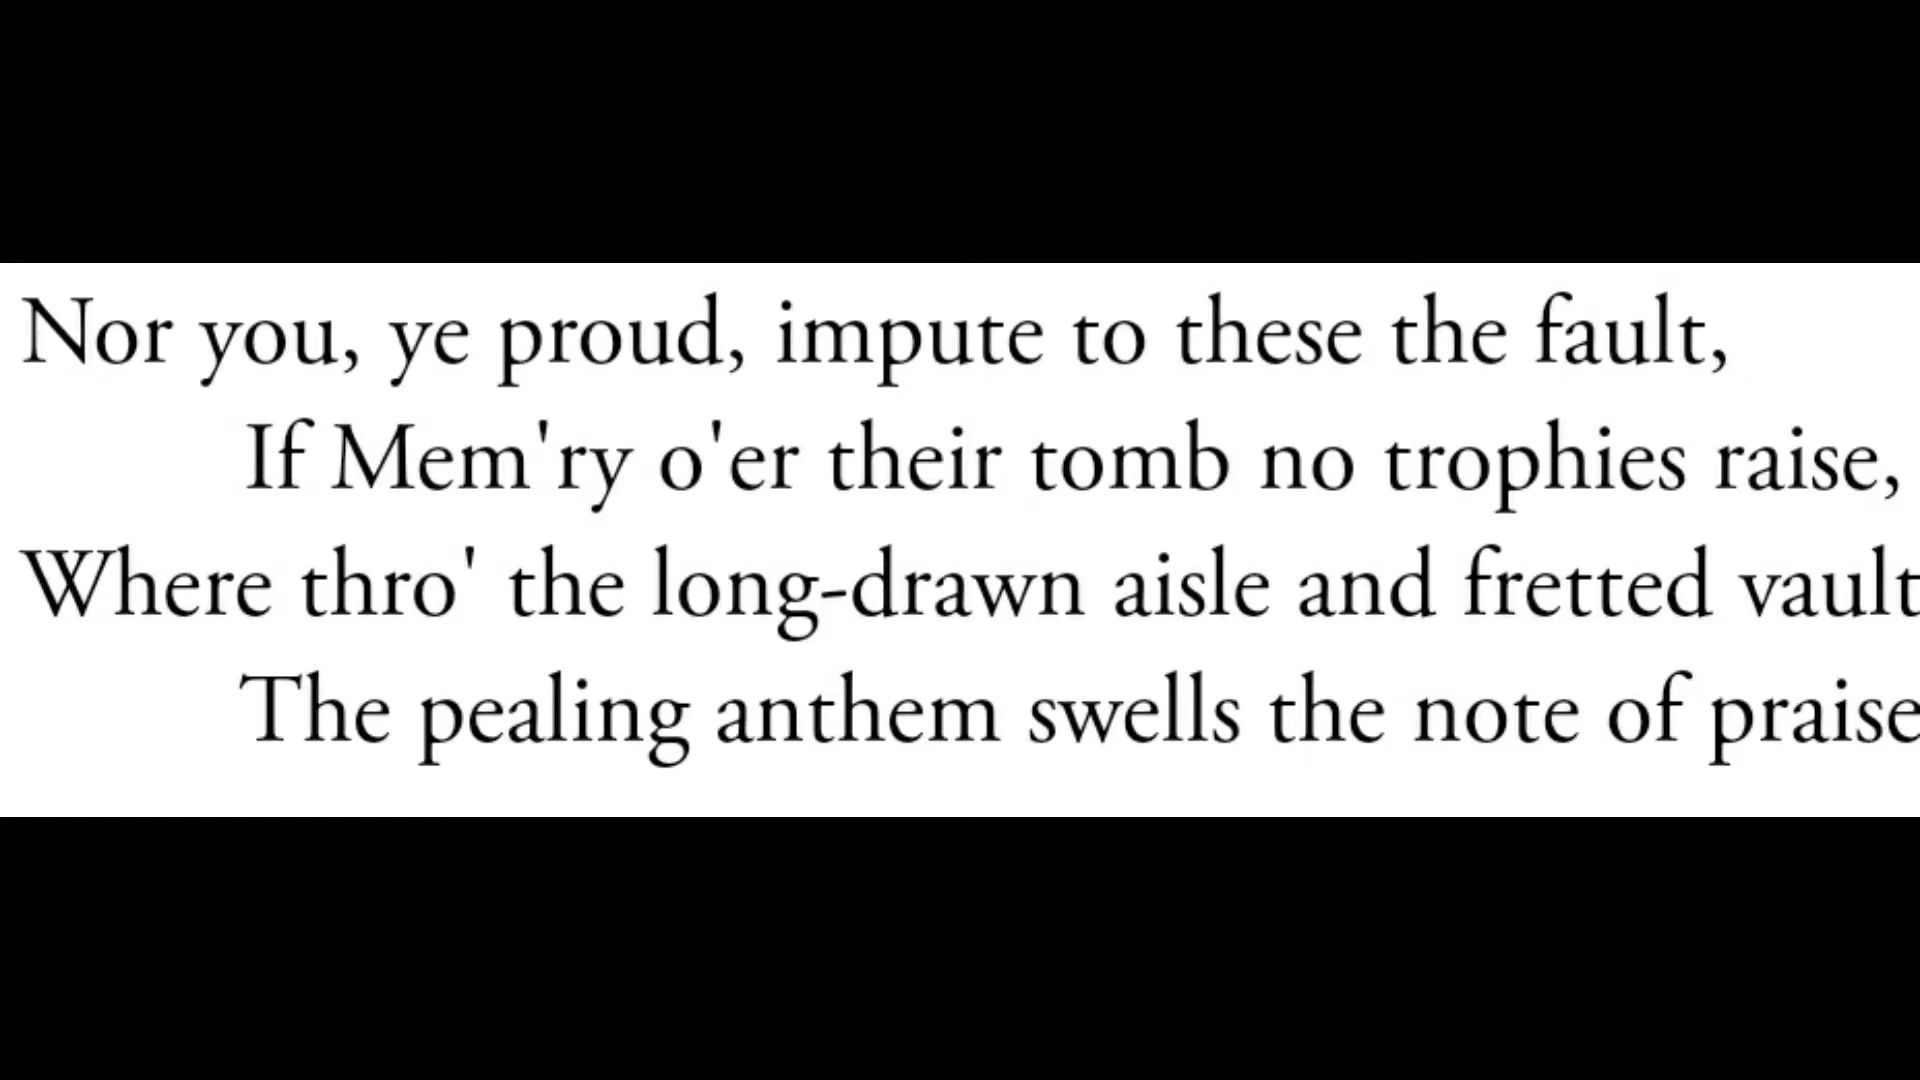 Nor you, ye proud, impute to these the fault,
If Mem'ry o'er their tomb no trophies raise,
Where thro' the long-drawn aisle and fretted vault
The pealing anthem swells the note of praise